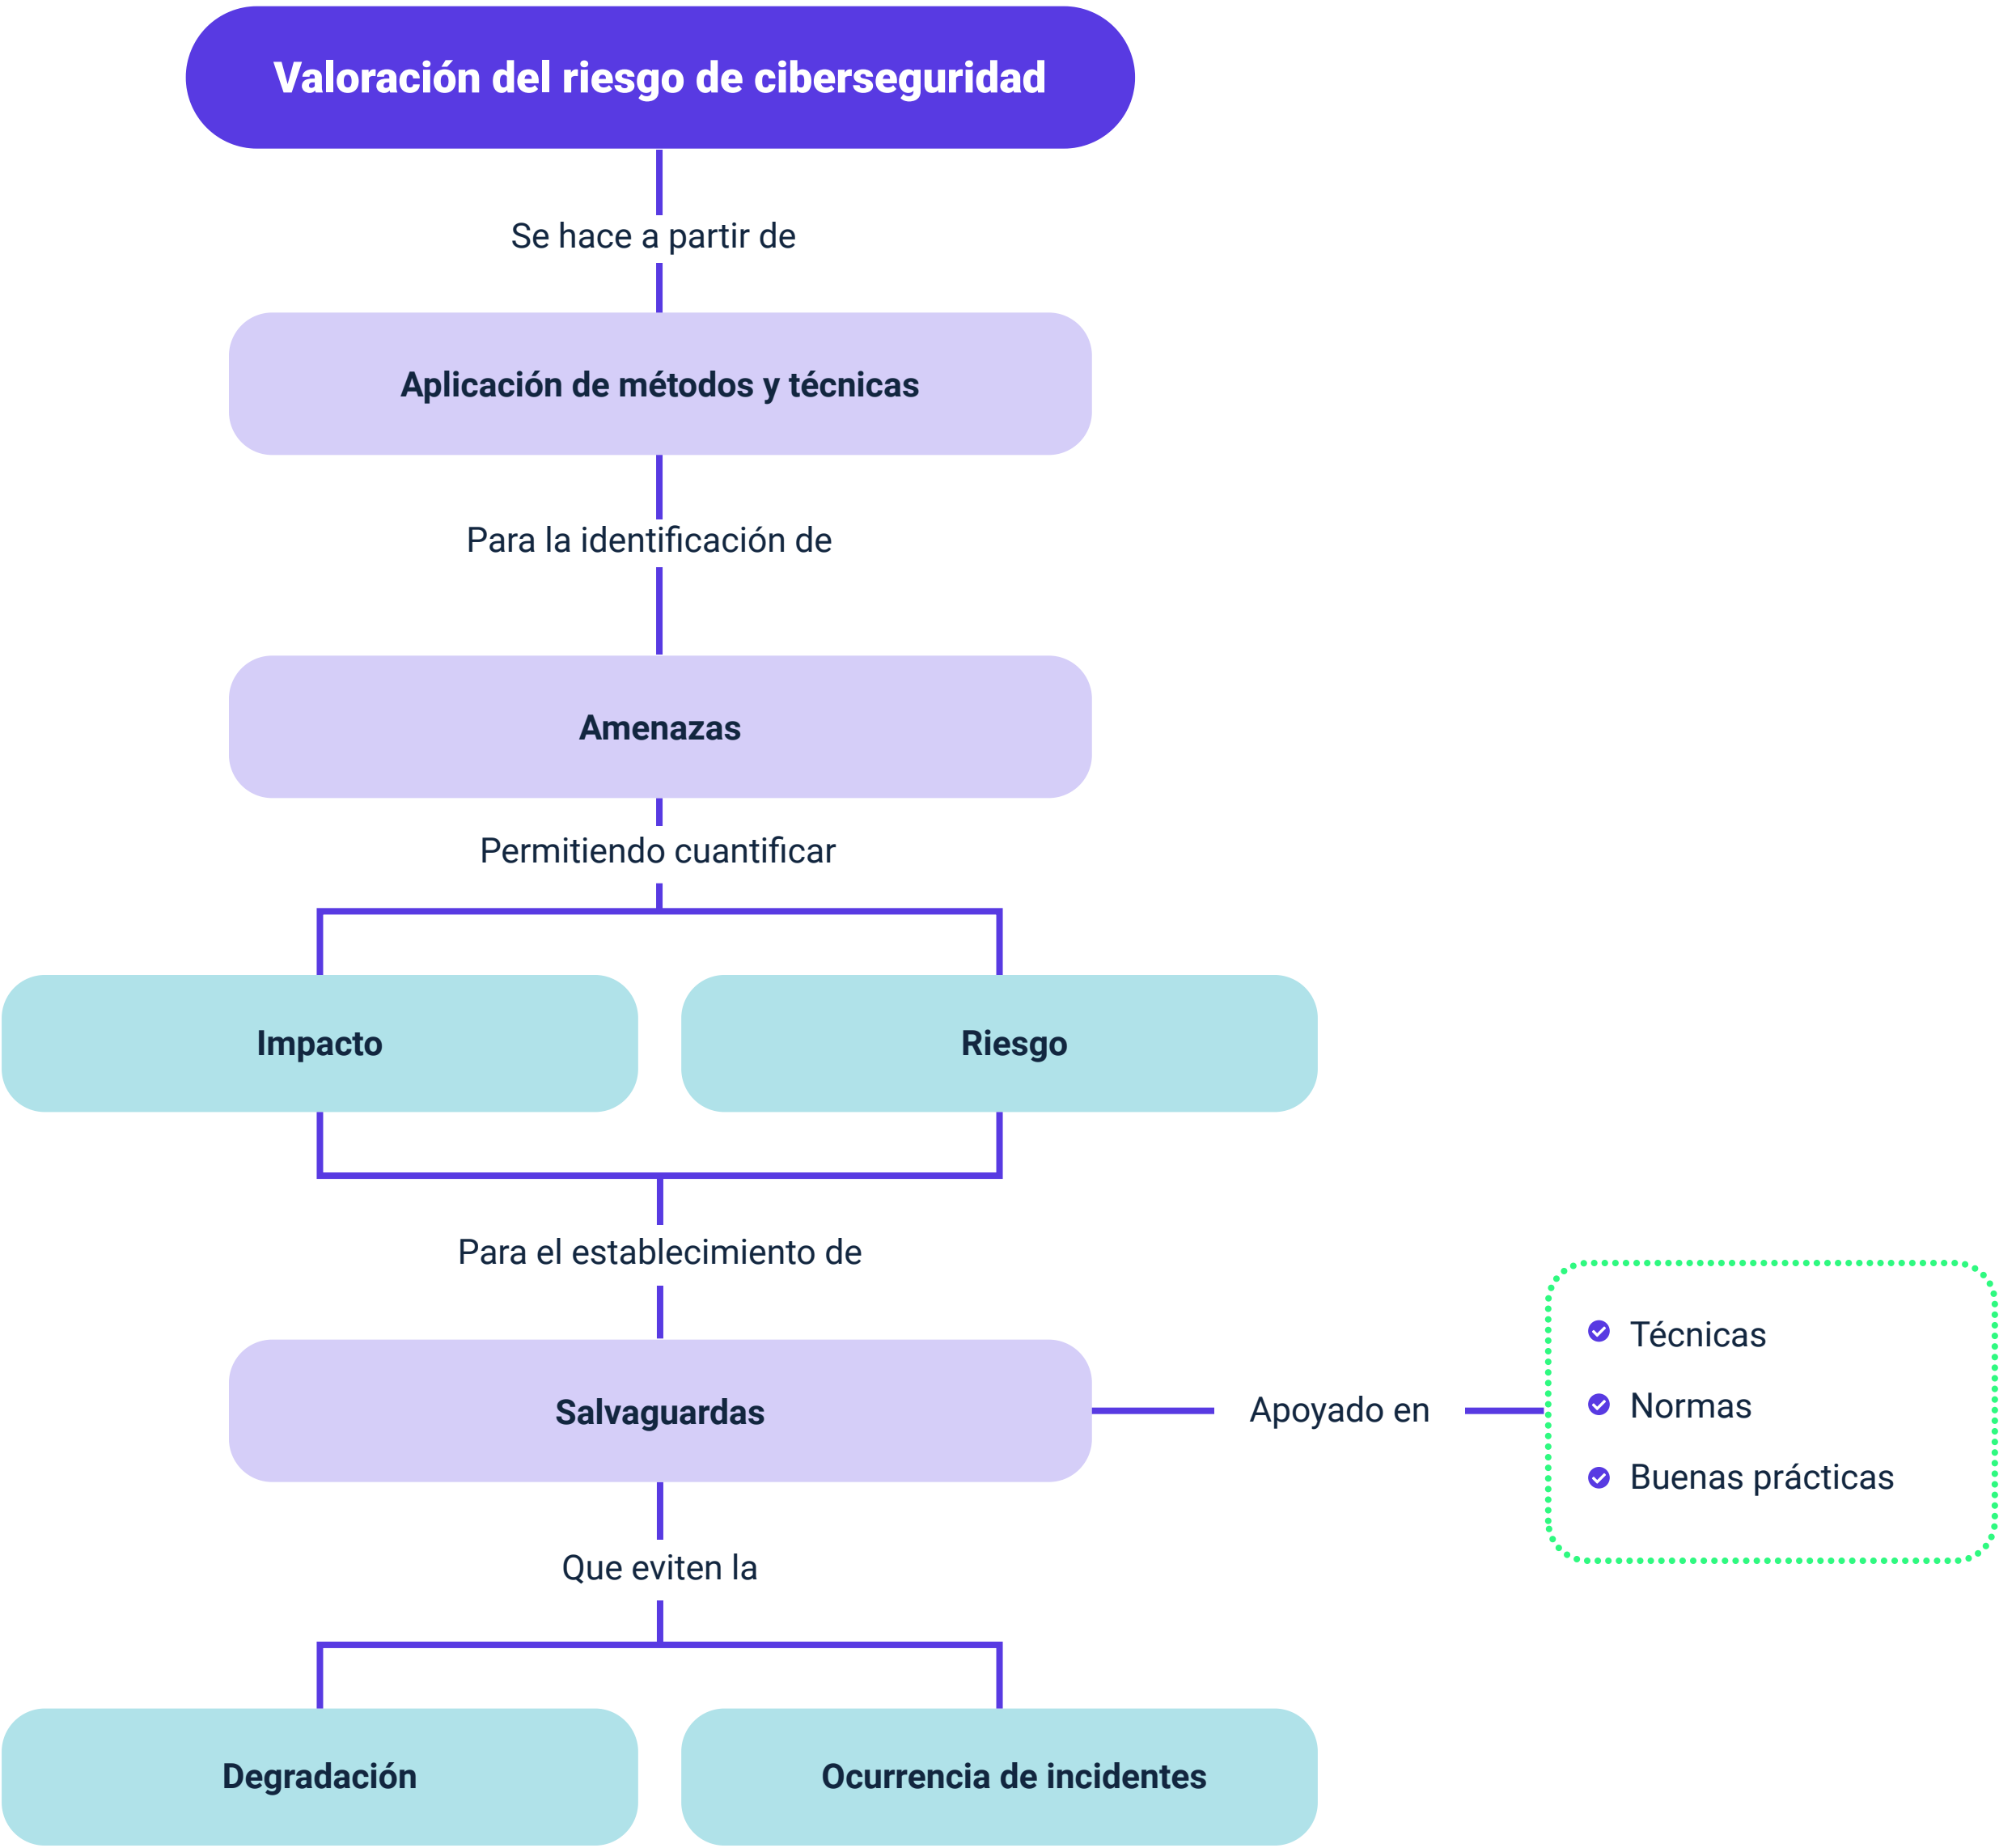 Valoración del riesgo de ciberseguridad
Se hace a partir de
Aplicación de métodos y técnicas
Para la identificación de
Amenazas
Permitiendo cuantificar
Impacto
Riesgo
Para el establecimiento de
Salvaguardas
Apoyado en
Técnicas
Normas
Buenas prácticas
Que eviten la
Degradación
Ocurrencia de incidentes